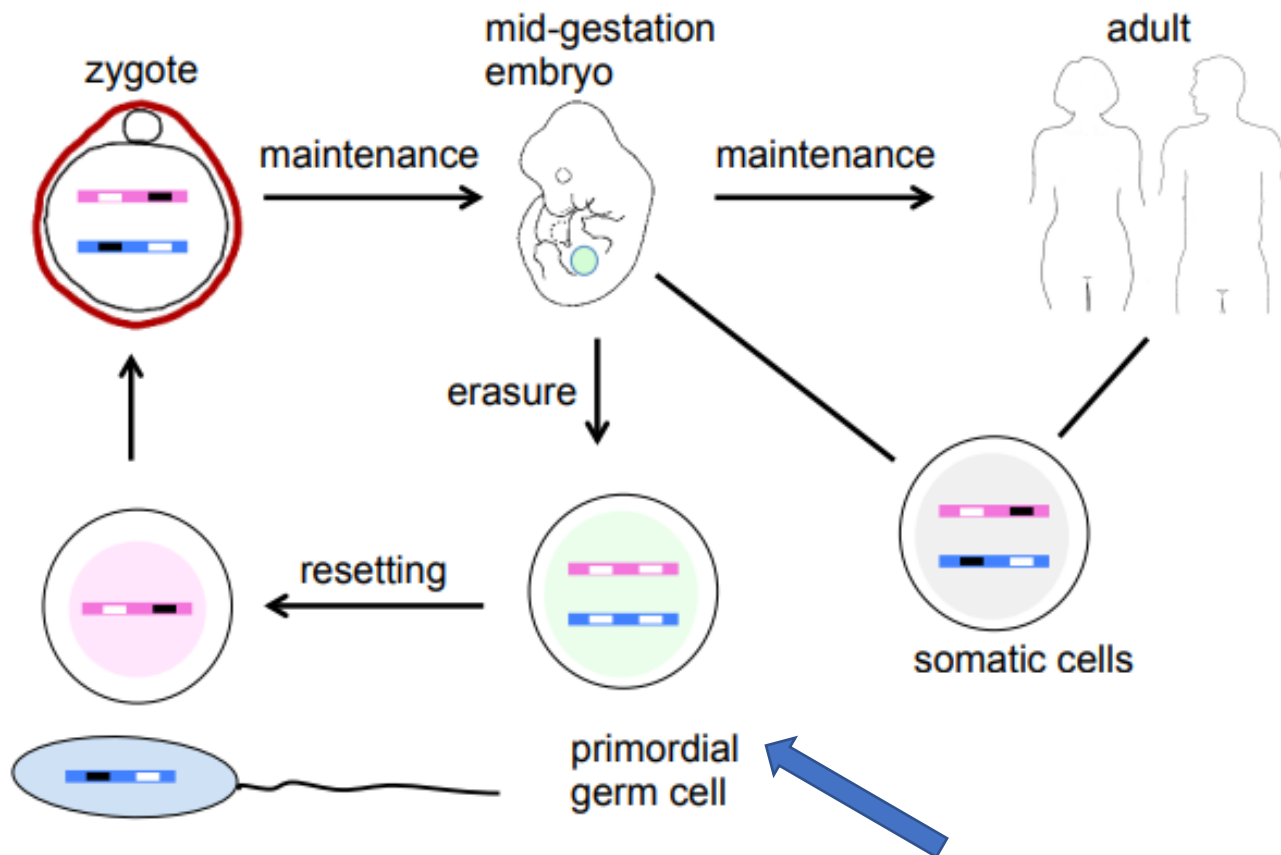 zygote
mid-gestation
embryo
adult
maintenance
maintenance
erasure
resetting
somatic cells
primordial
germ cell